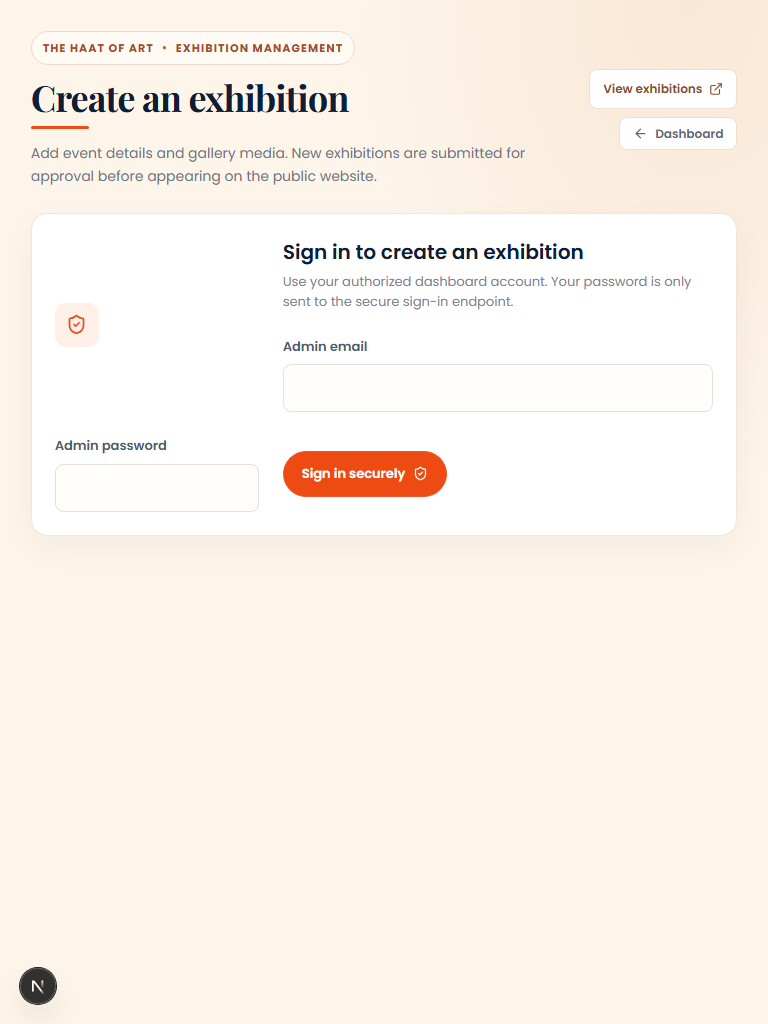 THE HAAT OF ART • EXHIBITION MANAGEMENT
Create an exhibition
Add event details and gallery media. New exhibitions are submitted for
approval before appearing on the public website.
View exhibitions
Dashboard
Sign in to create an exhibition
Use your authorized dashboard account. Your password is only
sent to the secure sign-in endpoint.
Admin email
Admin password
Sign in securely
N